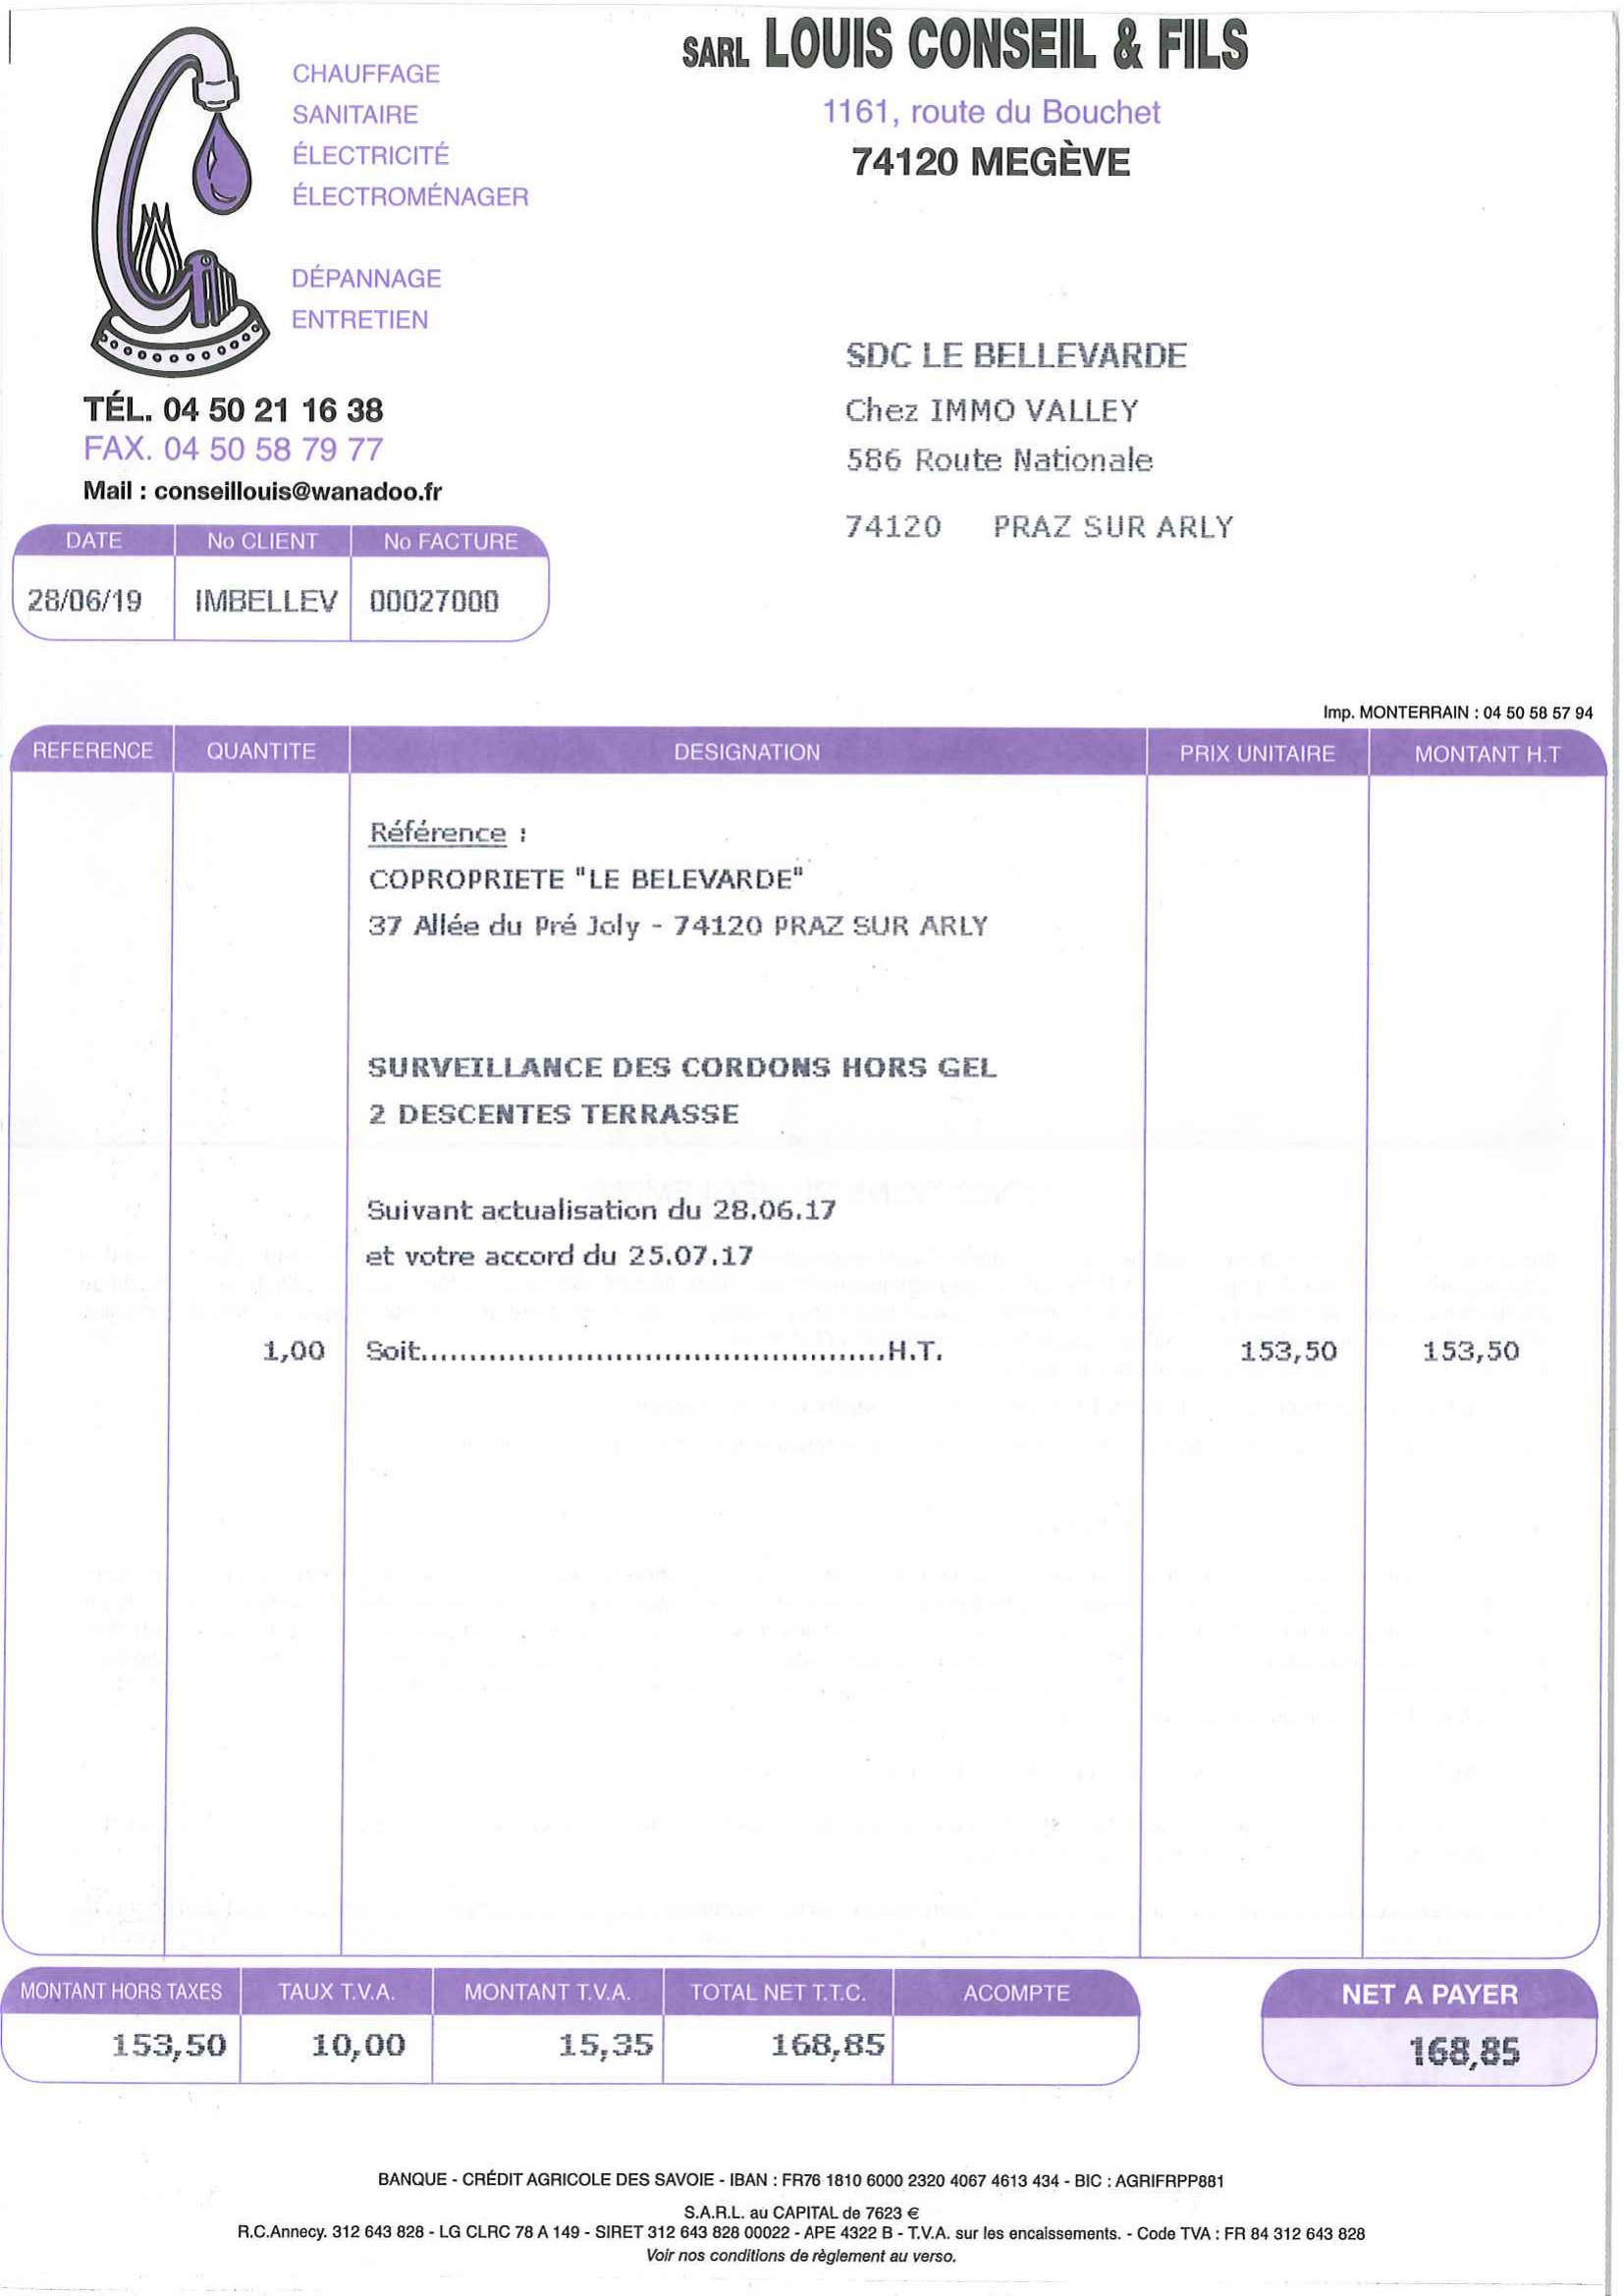 SARL LOUIS CONSEIL & FILS
1161, route du Bouchet
74120 MEGÈVE
CHAUFFAGE
SANITAIRE
ÉLECTRICITÉ
ÉLECTROMÉNAGER
DÉPANNAGE
ENTRETIEN
TÉL. 04 50 21 16 38
FAX. 04 50 58 79 77
Mail : conseillouis@wanadoo.fr
SDC LE BELLEVARDE
Chez IMMO VALLEY
586 Route Nationale
74120 PRAZ SUR ARLY
DATE No CLIENT No FACTURE
28/06/19 IMBELLEV 00027000
Imp. MONTERRAIN : 04 50 58 57 94
REFERENCE QUANTITE DESIGNATION PRIX UNITAIRE MONTANT H.T
Référence :
COPROPRIETE "LE BELEVARDE"
37 Allée du Pré Joly - 74120 PRAZ SUR ARLY
SURVEILLANCE DES CORDONS HORS GEL
2 DESCENTES TERRASSE
Suivant actualisation du 28.06.17
et votre accord du 25.07.17
1,00 Soit...............................................H.T. 153,50 153,50
MONTANT HORS TAXES TAUX T.V.A. MONTANT T.V.A. TOTAL NET T.T.C. ACOMPTE NET A PAYER
153,50 10,00 15,35 168,85 168,85
BANQUE - CRÉDIT AGRICOLE DES SAVOIE - IBAN : FR76 1810 6000 2320 4067 4613 434 - BIC : AGRIFRPP881
S.A.R.L. au CAPITAL de 7623 €
R.C.Annecy. 312 643 828 - LG CLRC 78 A 149 - SIRET 312 643 828 00022 - APE 4322 B - T.V.A. sur les encaissements. - Code TVA : FR 84 312 643 828
Voir nos conditions de règlement au verso.